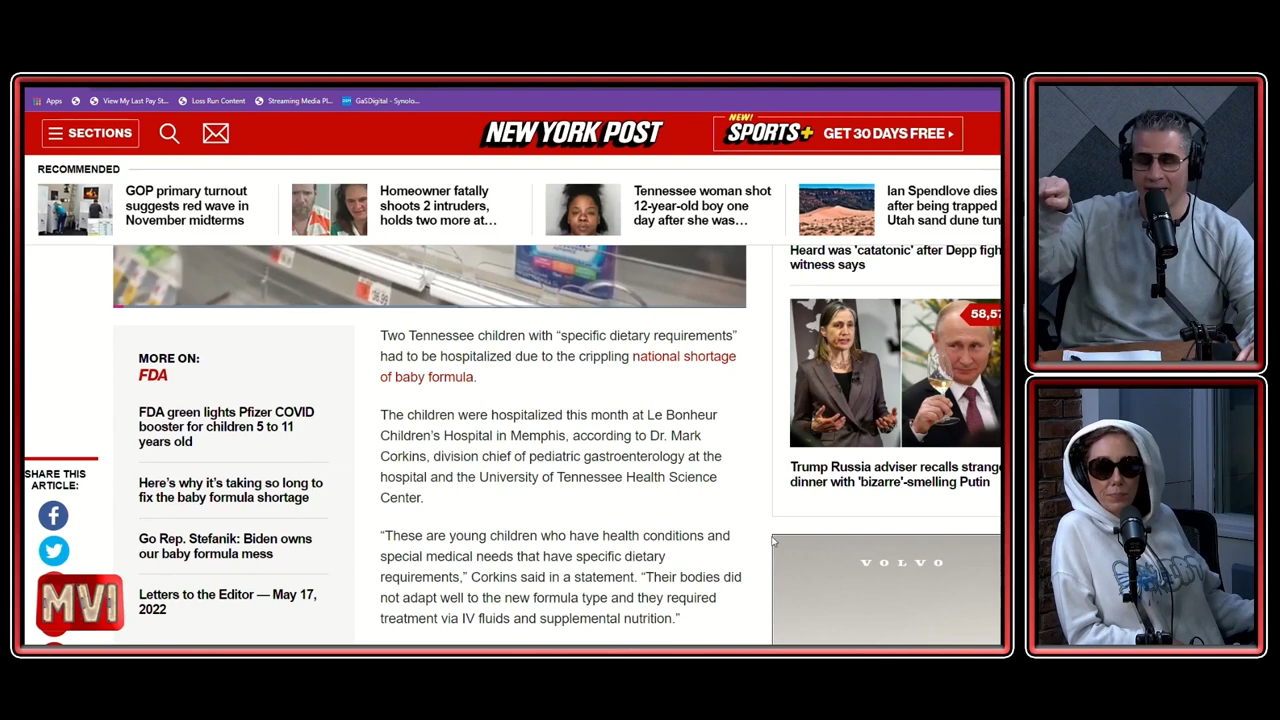 Apps
View My Last Pay St...
Loss Run Content
Streaming Media Pl...
GaSDigital - Synolo...
SECTIONS
NEW YORK POST
NEW!
SPORTS+
GET 30 DAYS FREE
RECOMMENDED
GOP primary turnout
suggests red wave in
November midterms
Homeowner fatally
shoots 2 intruders,
holds two more at...
Tennessee woman shot
12-year-old boy one
day after she was...
Ian Spendlove dies
after being trapped
Utah sand dune tun
Two Tennessee children with “specific dietary requirements”
had to be hospitalized due to the crippling national shortage
of baby formula.
The children were hospitalized this month at Le Bonheur
Children’s Hospital in Memphis, according to Dr. Mark
Corkins, division chief of pediatric gastroenterology at the
hospital and the University of Tennessee Health Science
Center.
“These are young children who have health conditions and
special medical needs that have specific dietary
requirements,” Corkins said in a statement. “Their bodies did
not adapt well to the new formula type and they required
treatment via IV fluids and supplemental nutrition.”
MORE ON:
FDA
FDA green lights Pfizer COVID
booster for children 5 to 11
years old
Here’s why it’s taking so long to
fix the baby formula shortage
Go Rep. Stefanik: Biden owns
our baby formula mess
Letters to the Editor — May 17,
2022
SHARE THIS
ARTICLE:
MVI
Heard was 'catatonic' after Depp figh
witness says
58,57
Trump Russia adviser recalls strang
dinner with 'bizarre'-smelling Putin
VOLVO